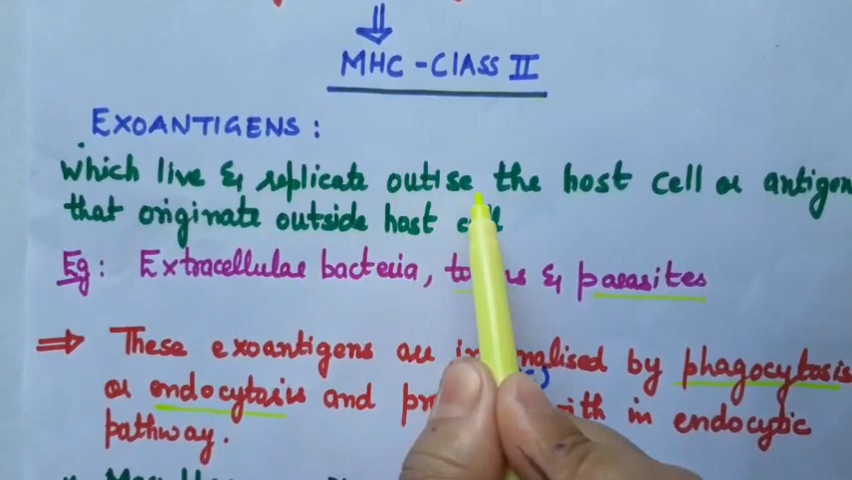 MHC - Class II
EXOANTIGENS :
which live & replicate outise the host cell or antigen
that originate outside host
Eg: Extracellular bacteria, & parasites
⇒ These exoantigens are by phagocytosis
or endocytosis and with in endocytic
pathway.